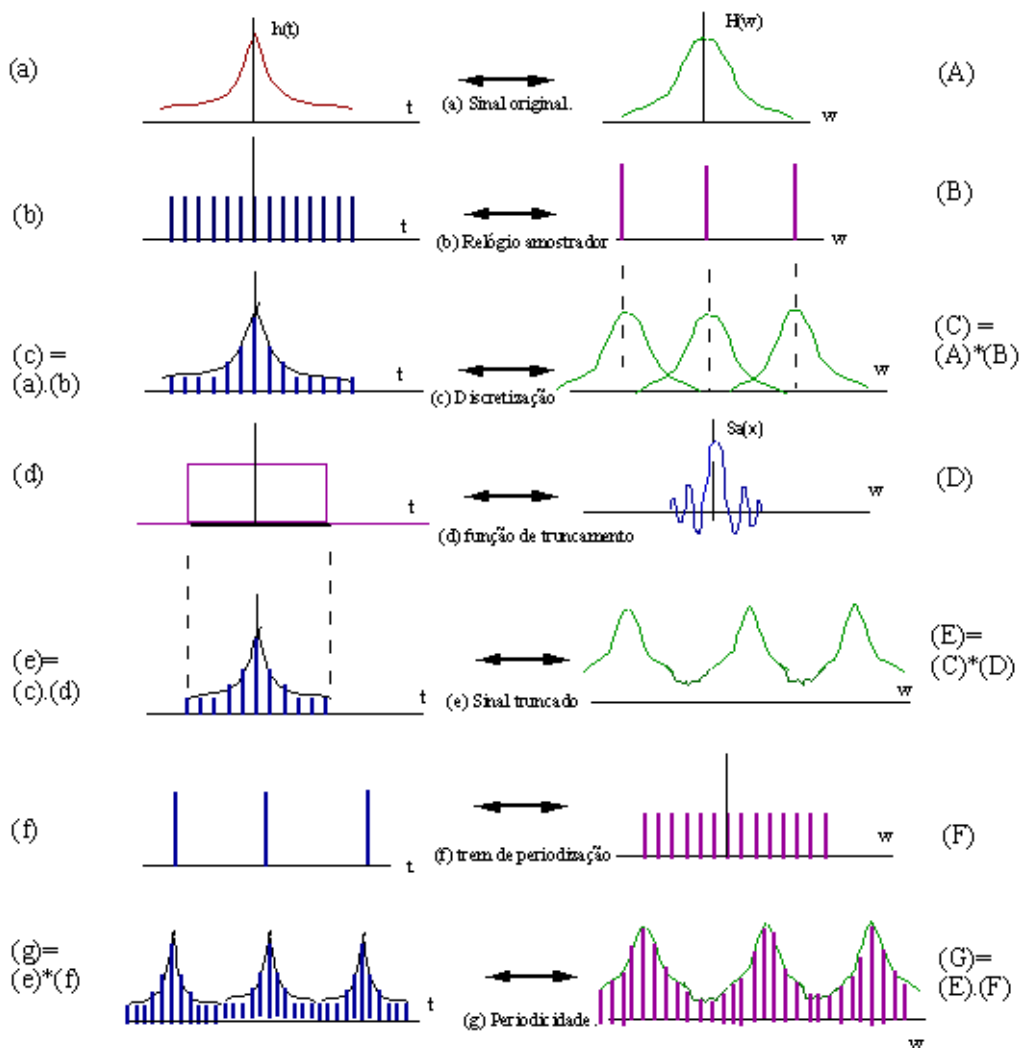 h(t)
H(w)
(a)
t
(a) Sinal original.
w
(A)
(b)
t
(b) Relógio amostrador
w
(B)
(c) =
(a).(b)
t
(c) Discretização
w
(C) =
(A)*(B)
(d)
t
(d) função de truncamento
Sa(x)
w
(D)
(e)=
(c).(d)
t
(e) Sinal truncado
w
(E)=
(C)*(D)
(f)
t
(f) trem de periodização
w
(F)
(g)=
(e)*(f)
t
(g) Periodicidade.
w
(G)=
(E).(F)